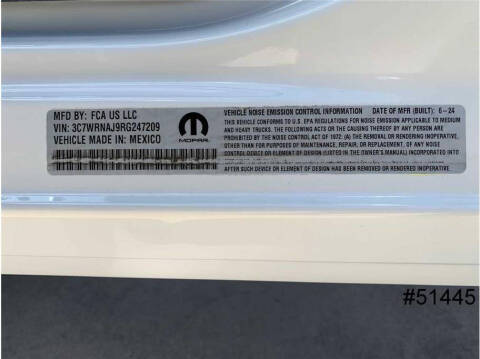 MFD BY: FCA US LLC
VIN: 3C7WRNAJ9RG247209
VEHICLE MADE IN: MEXICO
MOPAR
VEHICLE NOISE EMISSION CONTROL INFORMATION DATE OF MFR (BUILT): 6-24
THIS VEHICLE CONFORMS TO U.S. EPA REGULATIONS FOR NOISE EMISSION APPLICABLE TO MEDIUM
AND HEAVY TRUCKS. THE FOLLOWING ACTS OR THE CAUSING THEREOF BY ANY PERSON ARE
PROHIBITED BY THE NOISE CONTROL ACT OF 1972. (A) THE REMOVAL OR RENDERING INOPERATIVE,
OTHER THAN FOR PURPOSES OF MAINTENANCE, REPAIR, OR REPLACEMENT, OF ANY NOISE
CONTROL DEVICE OR ELEMENT OF DESIGN (LISTED IN THE OWNER'S MANUAL) INCORPORATED INTO
AFTER SUCH DEVICE OR ELEMENT OF DESIGN HAS BEEN REMOVED OR RENDERED INOPERATIVE.
#51445